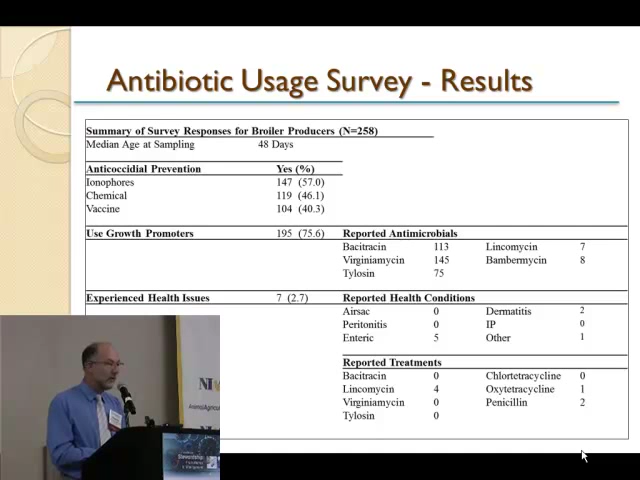 Antibiotic Usage Survey - Results
Summary of Survey Responses for Broiler Producers (N=258)
Median Age at Sampling 48 Days
Anticoccidial Prevention Yes (%)
Ionophores 147 (57.0)
Chemical 119 (46.1)
Vaccine 104 (40.3)
Use Growth Promoters 195 (75.6) Reported Antimicrobials
Bacitracin 113 Lincomycin 7
Virginiamycin 145 Bambermycin 8
Tylosin 75
Experienced Health Issues 7 (2.7) Reported Health Conditions
Airsac 0 Dermatitis 2
Peritonitis 0 IP 0
Enteric 5 Other 1
Reported Treatments
Bacitracin 0 Chlortetracycline 0
Lincomycin 4 Oxytetracycline 1
Virginiamycin 0 Penicillin 2
Tylosin 0
NI
Stewardship